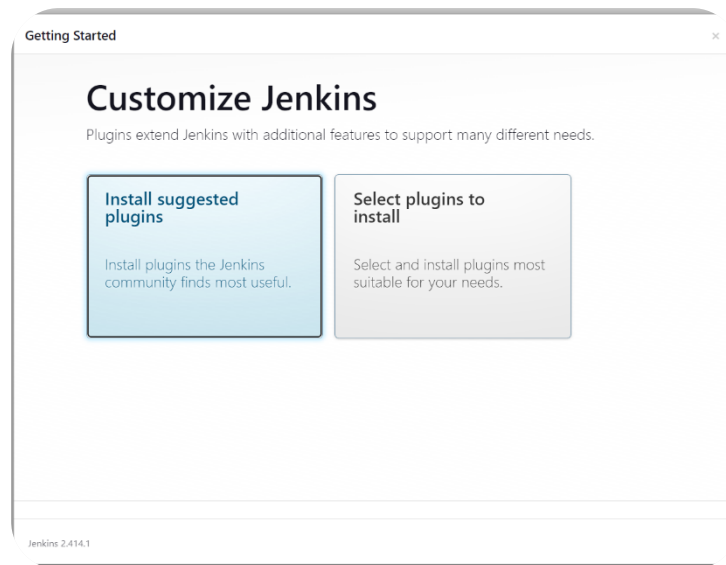 Getting Started
×
Customize Jenkins
Plugins extend Jenkins with additional features to support many different needs.
Install suggested
plugins
Install plugins the Jenkins
community finds most useful.
Select plugins to
install
Select and install plugins most
suitable for your needs.
Jenkins 2.414.1